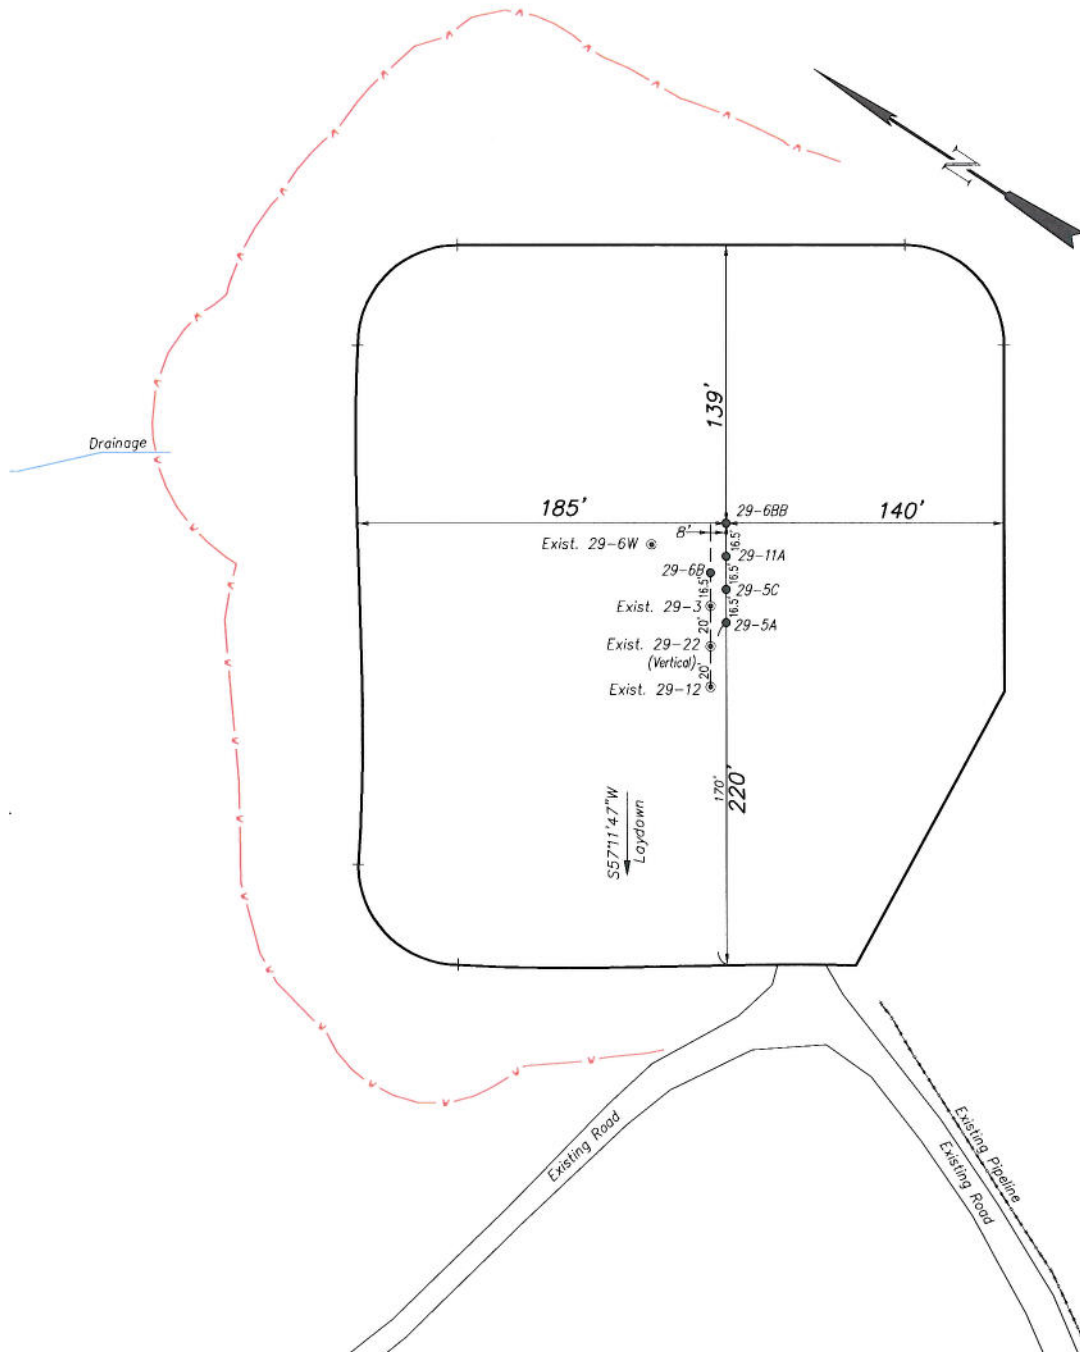 N
139'
Drainage
185'
29-6BB
140'
8'
Exist. 29-6W
16.5'
29-11A
29-6B
16.5'
29-5C
16.5'
Exist. 29-3
16.5'
29-5A
20'
Exist. 29-22
(Vertical)
20'
Exist. 29-12
170'
220'
S57°11'47"W
Laydown
Existing Road
Existing Pipeline
Existing Road